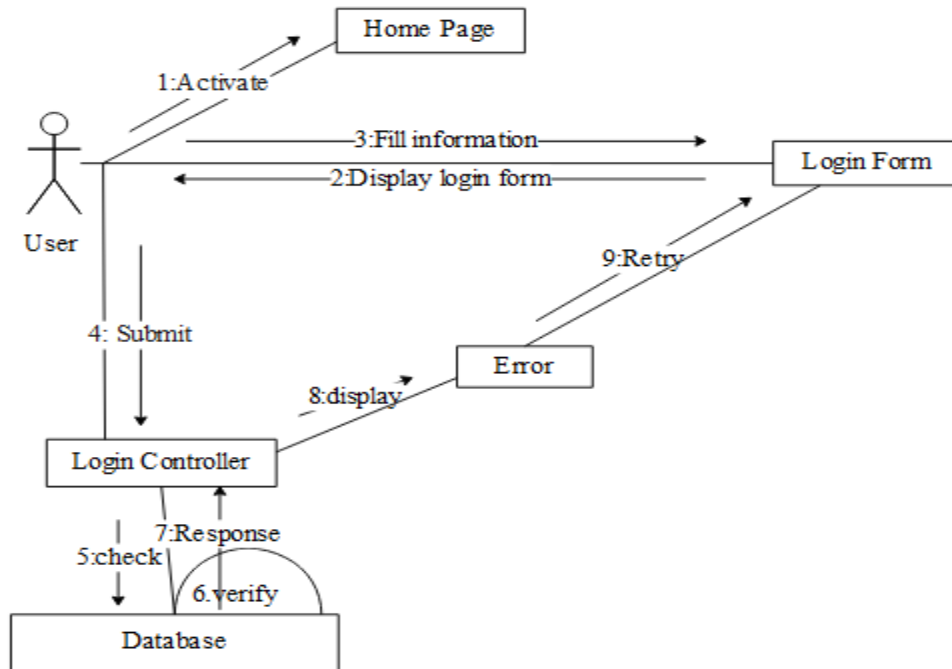 Home Page
1:Activate
3:Fill information
Login Form
2:Display login form
User
9:Retry
4: Submit
Error
8:display
Login Controller
7:Response
5:check
6.verify
Database